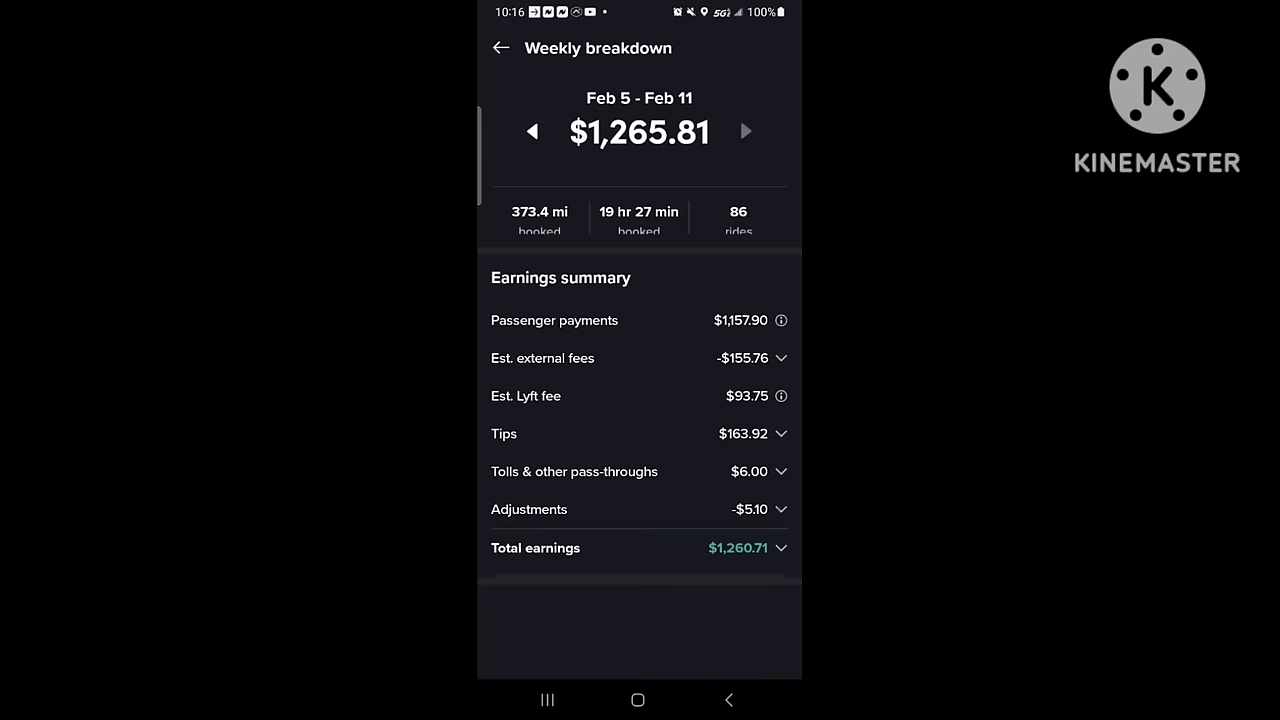 10:16 5G 100%
Weekly breakdown
Feb 5 - Feb 11
$1,265.81
373.4 mi 19 hr 27 min 86
booked booked rides
Earnings summary
Passenger payments $1,157.90
Est. external fees -$155.76
Est. Lyft fee $93.75
Tips $163.92
Tolls & other pass-throughs $6.00
Adjustments -$5.10
Total earnings $1,260.71
K
KINEMASTER